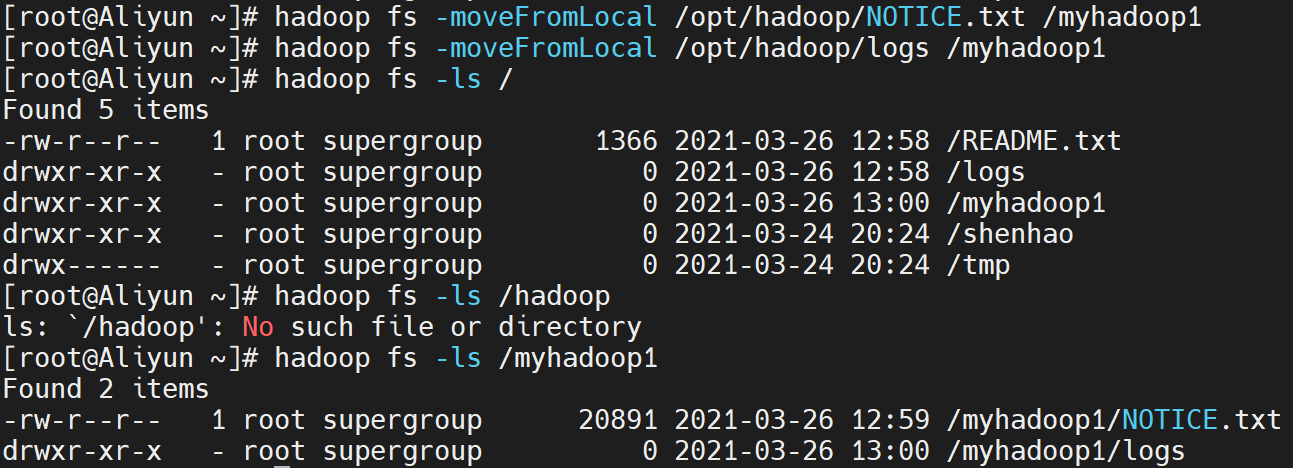 [root@Aliyun ~]# hadoop fs -moveFromLocal /opt/hadoop/NOTICE.txt /myhadoop1
[root@Aliyun ~]# hadoop fs -moveFromLocal /opt/hadoop/logs /myhadoop1
[root@Aliyun ~]# hadoop fs -ls /
Found 5 items
-rw-r--r--   1 root supergroup       1366 2021-03-26 12:58 /README.txt
drwxr-xr-x   - root supergroup          0 2021-03-26 12:58 /logs
drwxr-xr-x   - root supergroup          0 2021-03-26 13:00 /myhadoop1
drwxr-xr-x   - root supergroup          0 2021-03-24 20:24 /shenhao
drwx------   - root supergroup          0 2021-03-24 20:24 /tmp
[root@Aliyun ~]# hadoop fs -ls /hadoop
ls: `/hadoop': No such file or directory
[root@Aliyun ~]# hadoop fs -ls /myhadoop1
Found 2 items
-rw-r--r--   1 root supergroup      20891 2021-03-26 12:59 /myhadoop1/NOTICE.txt
drwxr-xr-x   - root supergroup          0 2021-03-26 13:00 /myhadoop1/logs